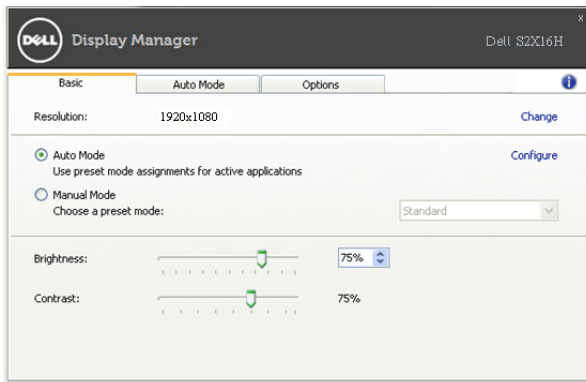 x
DELL Display Manager
Dell S2X16H
Basic Auto Mode Options i
Resolution: 1920x1080 Change
Auto Mode Configure
Use preset mode assignments for active applications
Manual Mode
Choose a preset mode: Standard
Brightness: 75%
Contrast: 75%